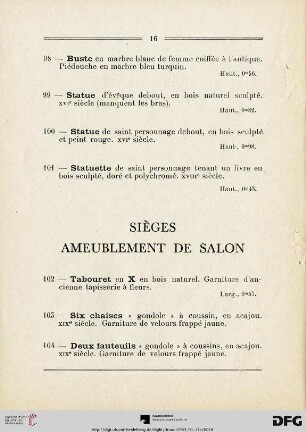 16
98 — Buste en marbre blanc de femme coiffée à l'antique.
Piédouche en marbre bleu turquin.
Haut., 0m56.
99 — Statue d'évêque debout, en bois naturel sculpté.
XVIe siècle (manquent les bras).
Haut.,
100 — Statue de saint personnage debout, en bois sculpté
et peint rouge. XVIe siècle.
Haut.,
101 — Statuette de saint personnage tenant un livre en
bois sculpté, doré et polychromé. XVIIIe siècle.
Haut., 0m45.
SIÈGES
AMEUBLEMENT DE SALON
102 — Tabouret en X en bois naturel. Garniture d'an-
cienne tapisserie à fleurs.
Larg.,
103 — Six chaises « gondole » à coussin, en acajou.
XIXe siècle. Garniture de velours frappé jaune.
104 — Deux fauteuils « gondole » à coussins, en acajou.
XIXe siècle. Garniture de velours frappé jaune.
DFG